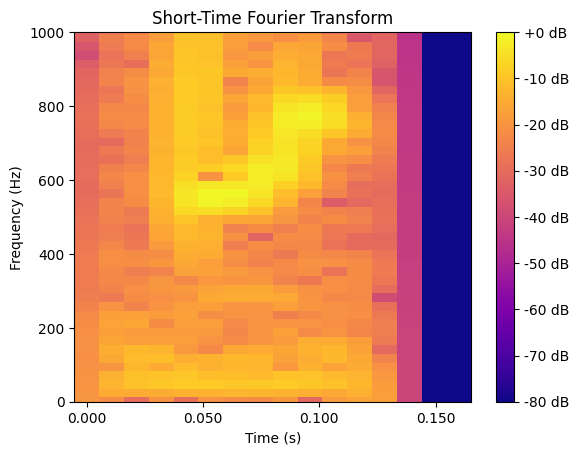 Short-Time Fourier Transform
1000
800
600
400
200
0
Frequency (Hz)
0.000
0.050
0.100
0.150
Time (s)
+0 dB
-10 dB
-20 dB
-30 dB
-40 dB
-50 dB
-60 dB
-70 dB
-80 dB